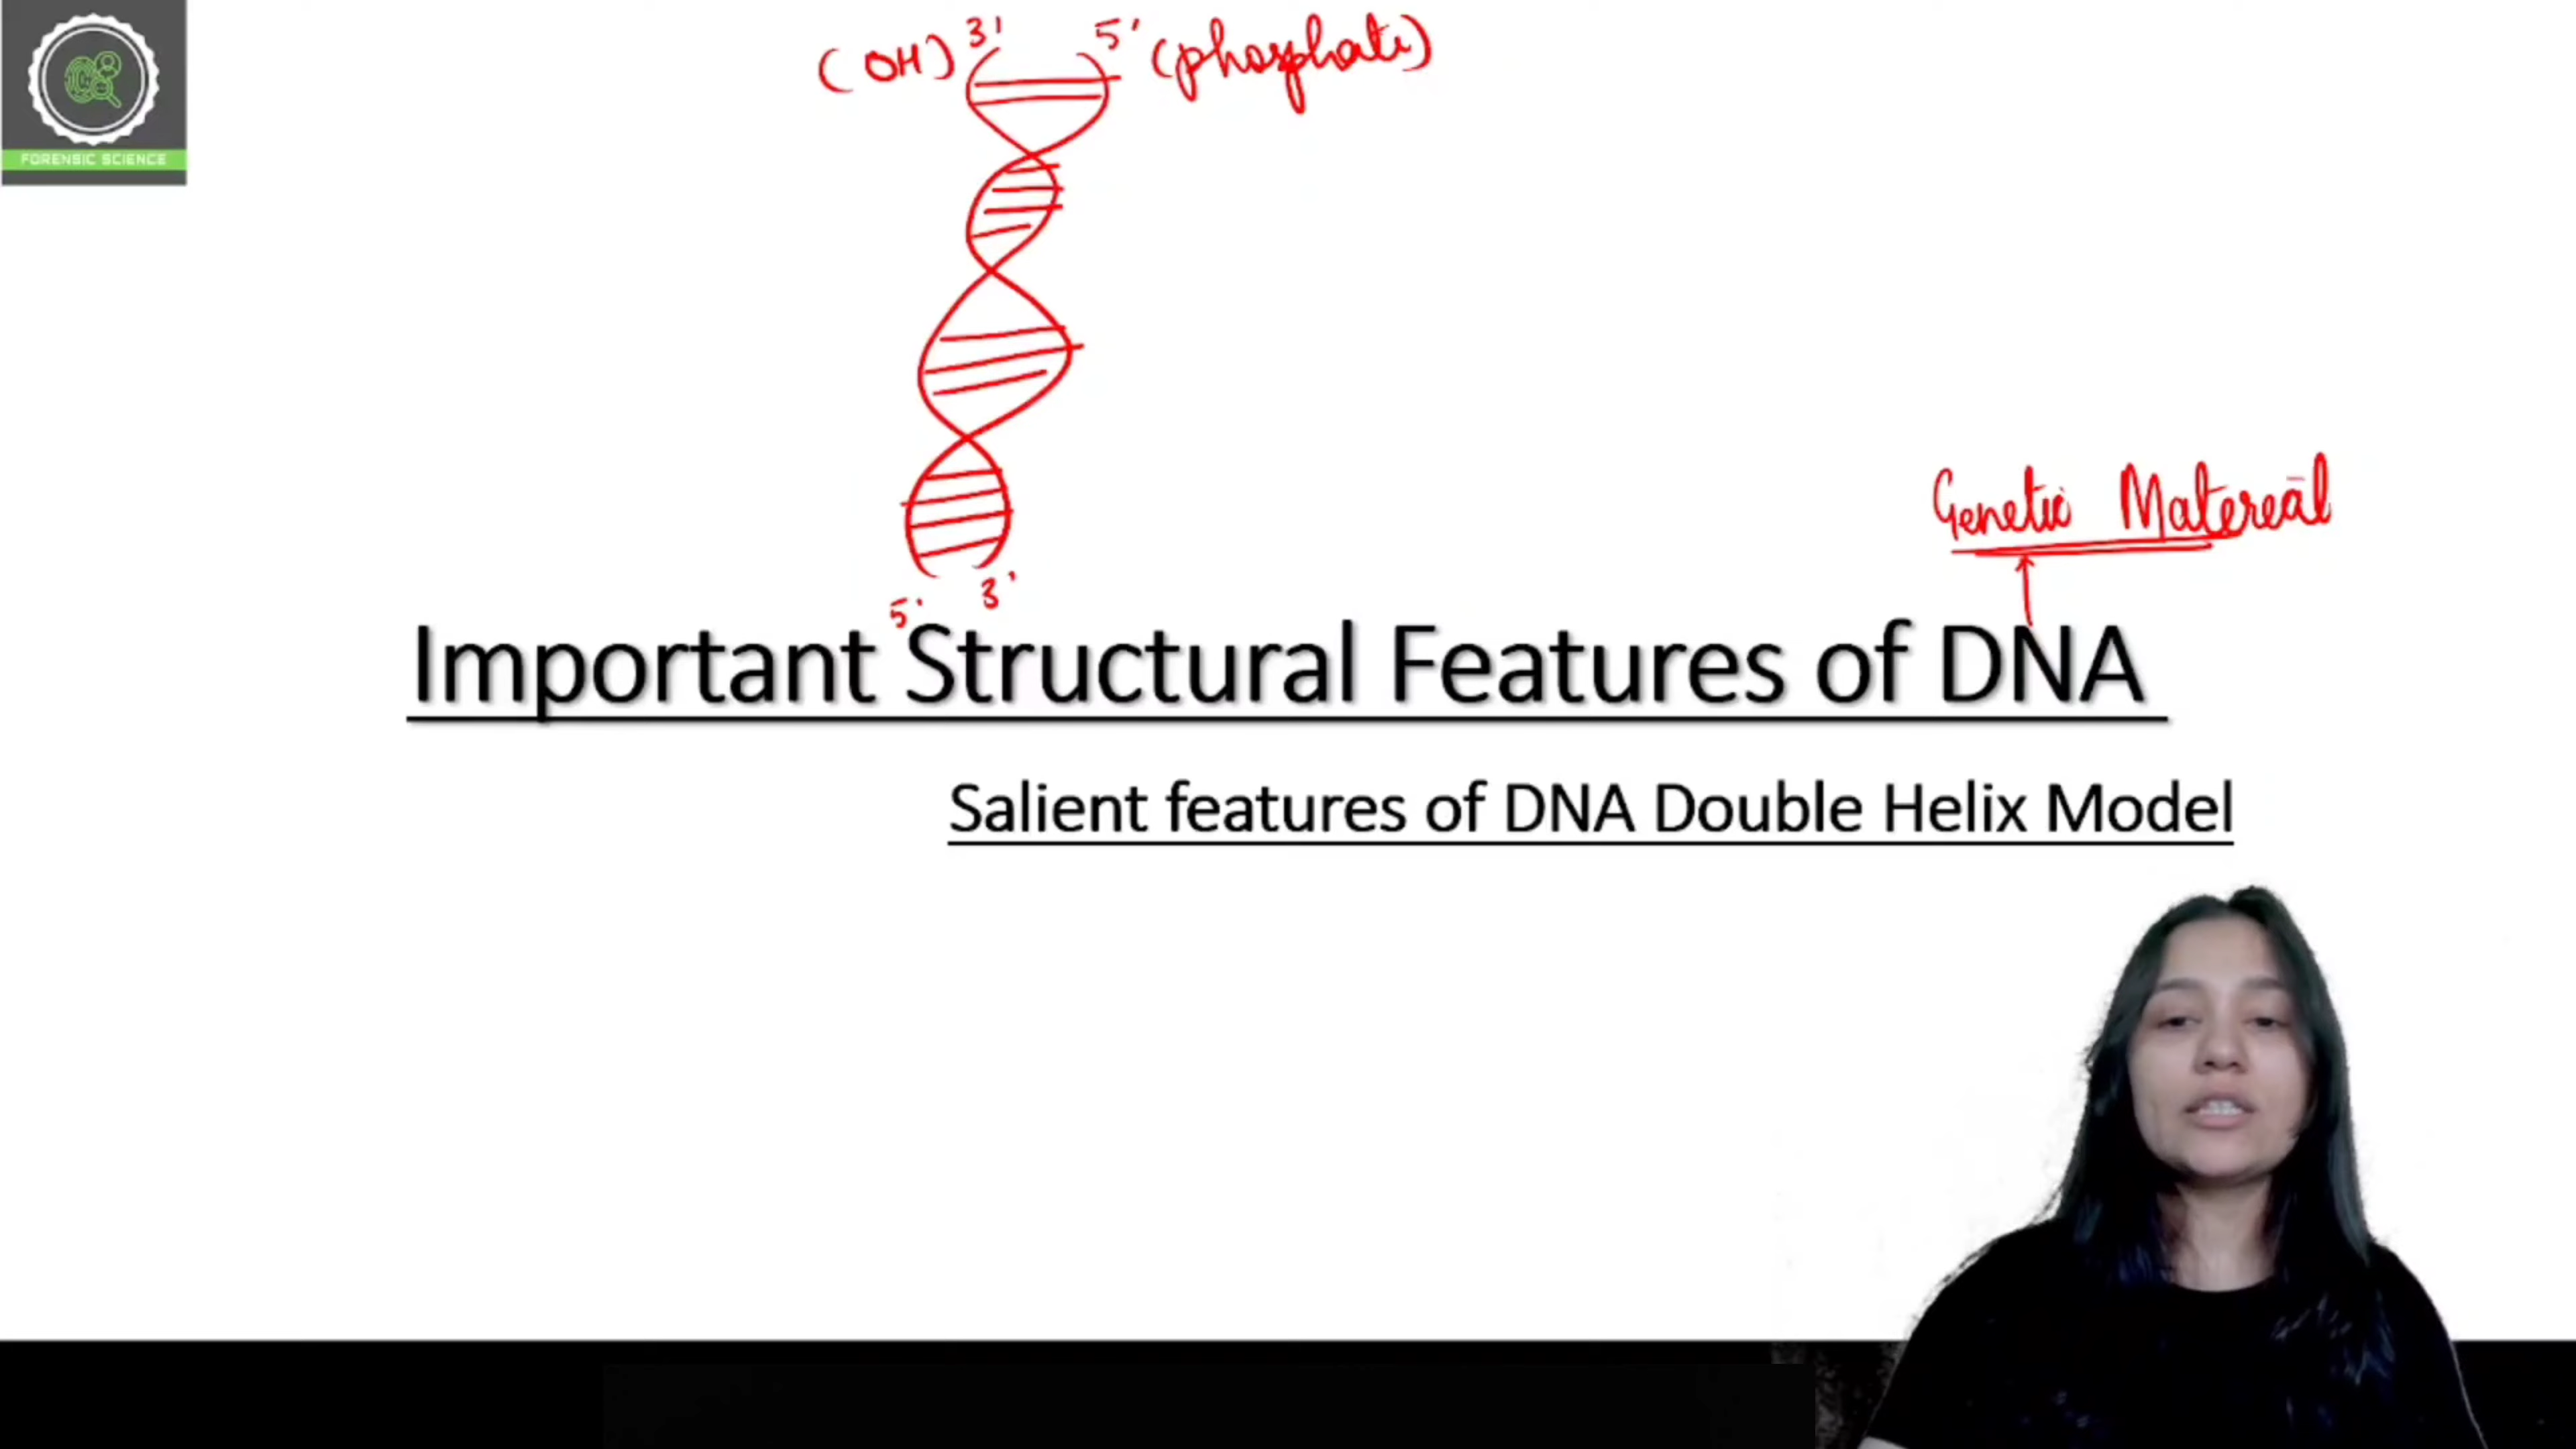 (OH) 3' 5' (phosphate)
FORENSIC SCIENCE
Genetic Matereal
5' 3'
Important Structural Features of DNA
Salient features of DNA Double Helix Model